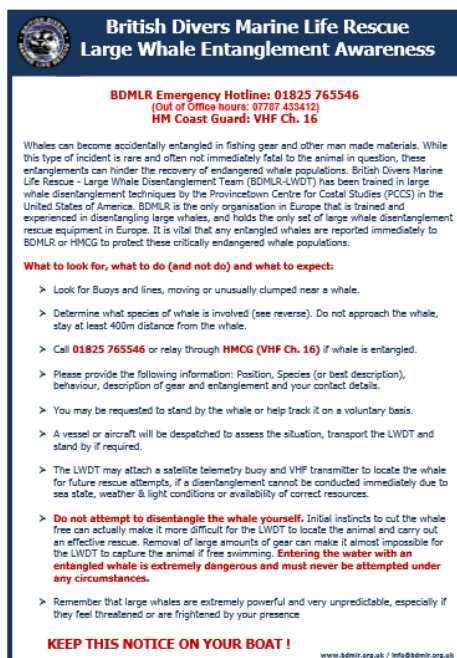 BRITISH DIVERS
MARINE LIFE RESCUE
British Divers Marine Life Rescue
Large Whale Entanglement Awareness
BDMLR Emergency Hotline: 01825 765546
(Out of Office hours: 07787 433412)
HM Coast Guard: VHF Ch. 16
Whales can become accidentally entangled in fishing gear and other man made materials. While
this type of incident is rare and often not immediately fatal to the animal in question, these
entanglements can hinder the recovery of endangered whale populations. British Divers Marine
Life Rescue - Large Whale Disentanglement Team (BDMLR-LWDT) has been trained in large
whale disentanglement techniques by the Provincetown Centre for Costal Studies (PCCS) in the
United States of America. BDMLR is the only organisation in Europe that is trained and
experienced in disentangling large whales, and holds the only set of large whale disentanglement
rescue equipment in Europe. It is vital that any entangled whales are reported immediately to
BDMLR or HMCG to protect these critically endangered whale populations.
What to look for, what to do (and not do) and what to expect:
➤ Look for Buoys and lines, moving or unusually clumped near a whale.
➤ Determine what species of whale is involved (see reverse). Do not approach the whale,
stay at least 400m distance from the whale.
➤ Call 01825 765546 or relay through HMCG (VHF Ch. 16) if whale is entangled.
➤ Please provide the following information: Position, Species (or best description),
behaviour, description of gear and entanglement and your contact details.
➤ You may be requested to stand by the whale or help track it on a voluntary basis.
➤ A vessel or aircraft will be despatched to assess the situation, transport the LWDT and
stand by if required.
➤ The LWDT may attach a satellite telemetry buoy and VHF transmitter to locate the whale
for future rescue attempts, if a disentanglement cannot be conducted immediately due to
sea state, weather & light conditions or availability of correct resources.
➤ Do not attempt to disentangle the whale yourself. Initial instincts to cut the whale
free can actually make it more difficult for the LWDT to locate the animal and carry out
an effective rescue. Removal of large amounts of gear can make it almost impossible for
the LWDT to capture the animal if free swimming. Entering the water with an
entangled whale is extremely dangerous and must never be attempted under
any circumstances.
➤ Remember that large whales are extremely powerful and very unpredictable, especially if
they feel threatened or are frightened by your presence
KEEP THIS NOTICE ON YOUR BOAT !
www.bdmlr.org.uk / info@bdmlr.org.uk